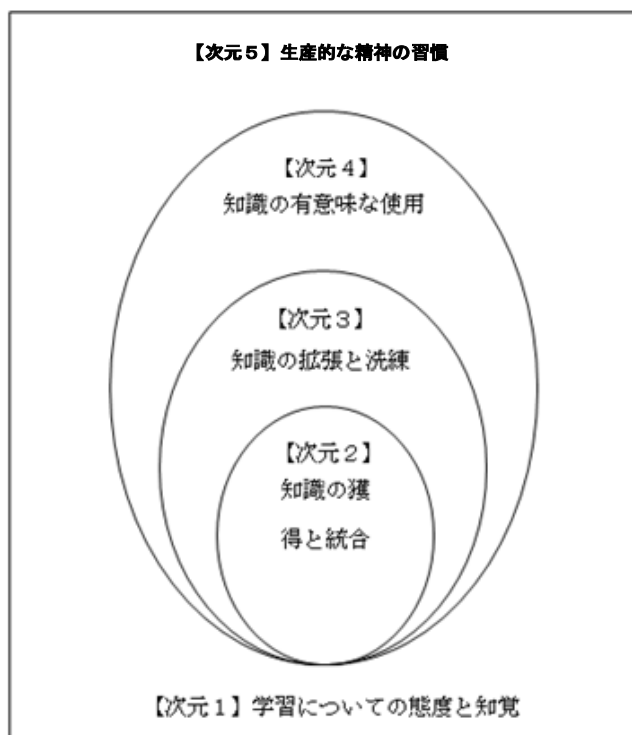 【次元５】生産的な精神の習慣
【次元４】
知識の有意味な使用
【次元３】
知識の拡張と洗練
【次元２】
知識の獲
得と統合
【次元１】学習についての態度と知覚